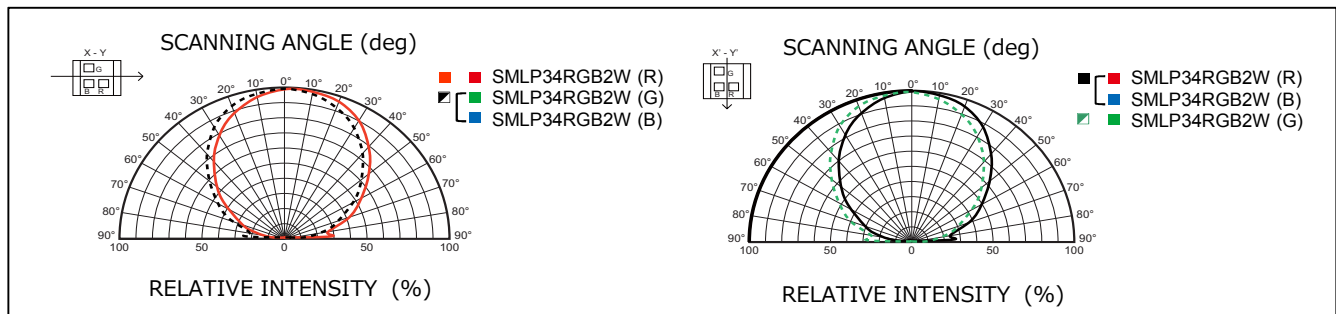 SCANNING ANGLE (deg)
X - Y
G
B R
SMLP34RGB2W (R)
SMLP34RGB2W (G)
SMLP34RGB2W (B)
0°
10° 10°
20° 20°
30° 30°
40° 40°
50° 50°
60° 60°
70° 70°
80° 80°
90° 90°
100 50 0 50 100
RELATIVE INTENSITY (%)
SCANNING ANGLE (deg)
X' - Y'
G
B R
SMLP34RGB2W (R)
SMLP34RGB2W (B)
SMLP34RGB2W (G)
0°
10° 10°
20° 20°
30° 30°
40° 40°
50° 50°
60° 60°
70° 70°
80° 80°
90° 90°
100 50 0 50 100
RELATIVE INTENSITY (%)